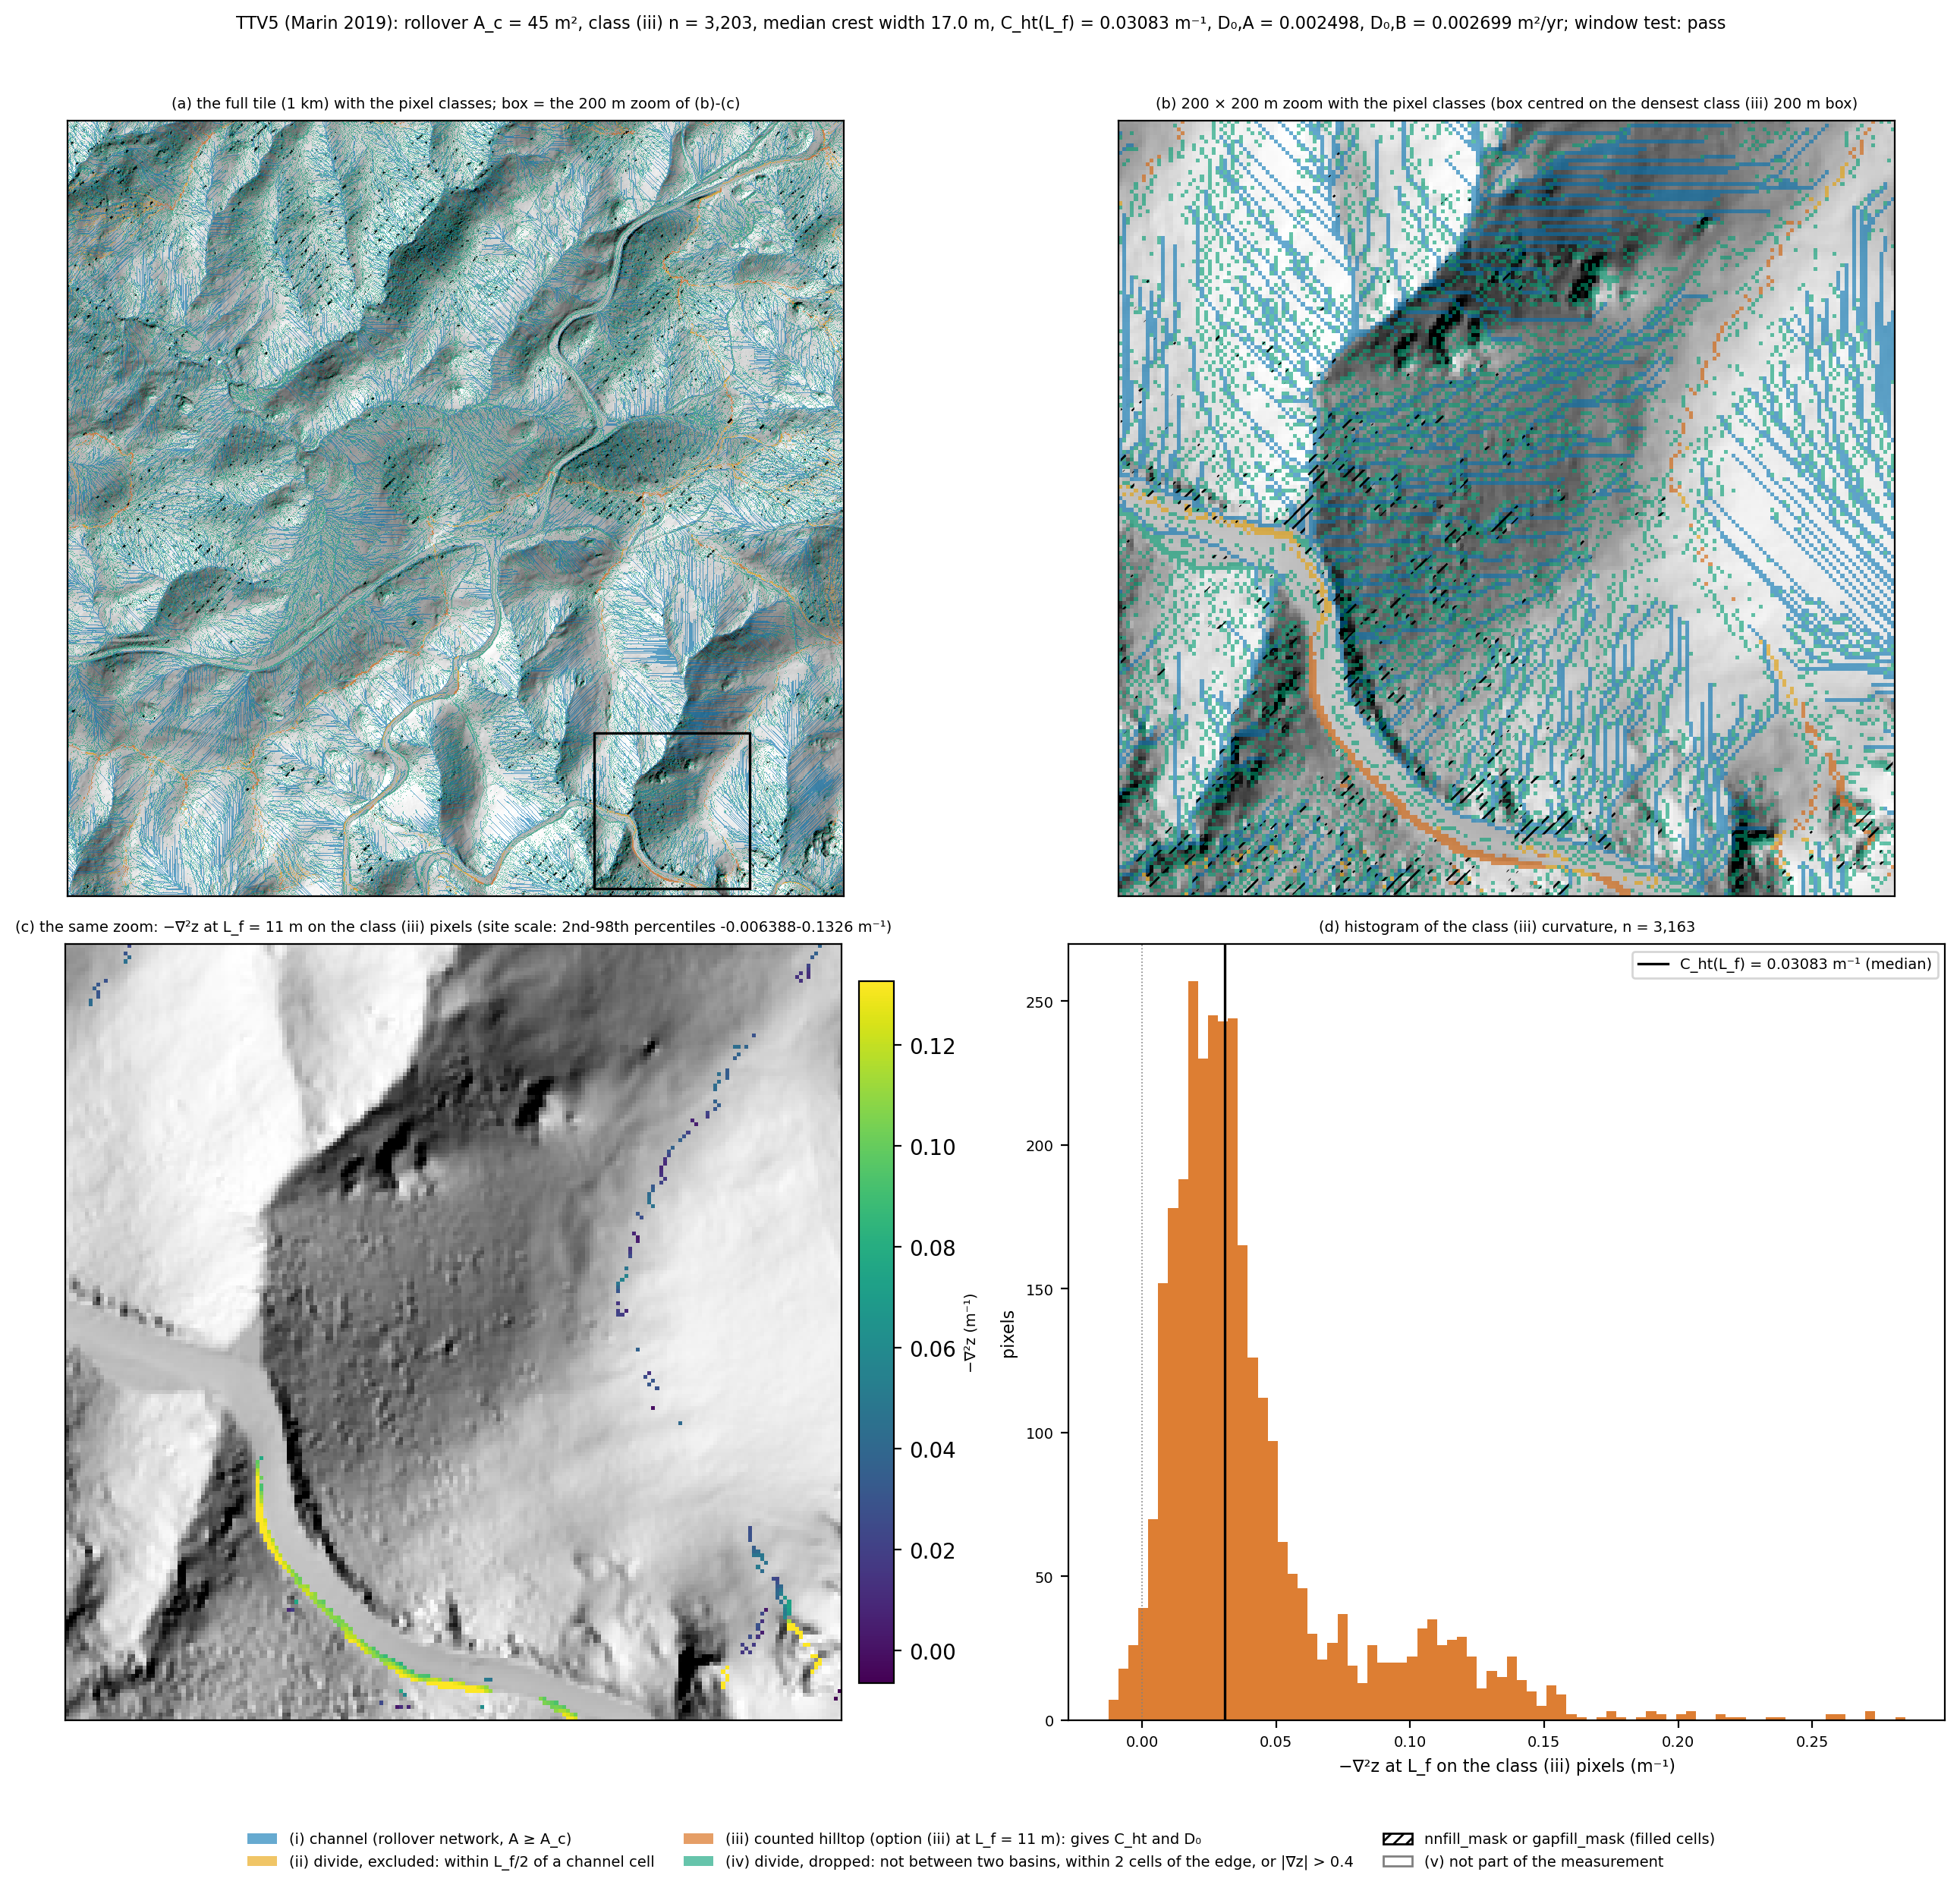 TTV5 (Marin 2019): rollover A_c = 45 m², class (iii) n = 3,203, median crest width 17.0 m, C_ht(L_f) = 0.03083 m⁻¹, D₀,A = 0.002498, D₀,B = 0.002699 m²/yr; window test: pass
(a) the full tile (1 km) with the pixel classes; box = the 200 m zoom of (b)-(c)
(b) 200 × 200 m zoom with the pixel classes (box centred on the densest class (iii) 200 m box)
(c) the same zoom: −∇²z at L_f = 11 m on the class (iii) pixels (site scale: 2nd-98th percentiles -0.006388-0.1326 m⁻¹)
0.12
0.10
0.08
0.06
0.04
0.02
0.00
−∇²z (m⁻¹)
(d) histogram of the class (iii) curvature, n = 3,163
C_ht(L_f) = 0.03083 m⁻¹ (median)
250
200
150
100
50
0
pixels
0.00 0.05 0.10 0.15 0.20 0.25
−∇²z at L_f on the class (iii) pixels (m⁻¹)
(i) channel (rollover network, A ≥ A_c)
(ii) divide, excluded: within L_f/2 of a channel cell
(iii) counted hilltop (option (iii) at L_f = 11 m): gives C_ht and D₀
(iv) divide, dropped: not between two basins, within 2 cells of the edge, or |∇z| > 0.4
nnfill_mask or gapfill_mask (filled cells)
(v) not part of the measurement